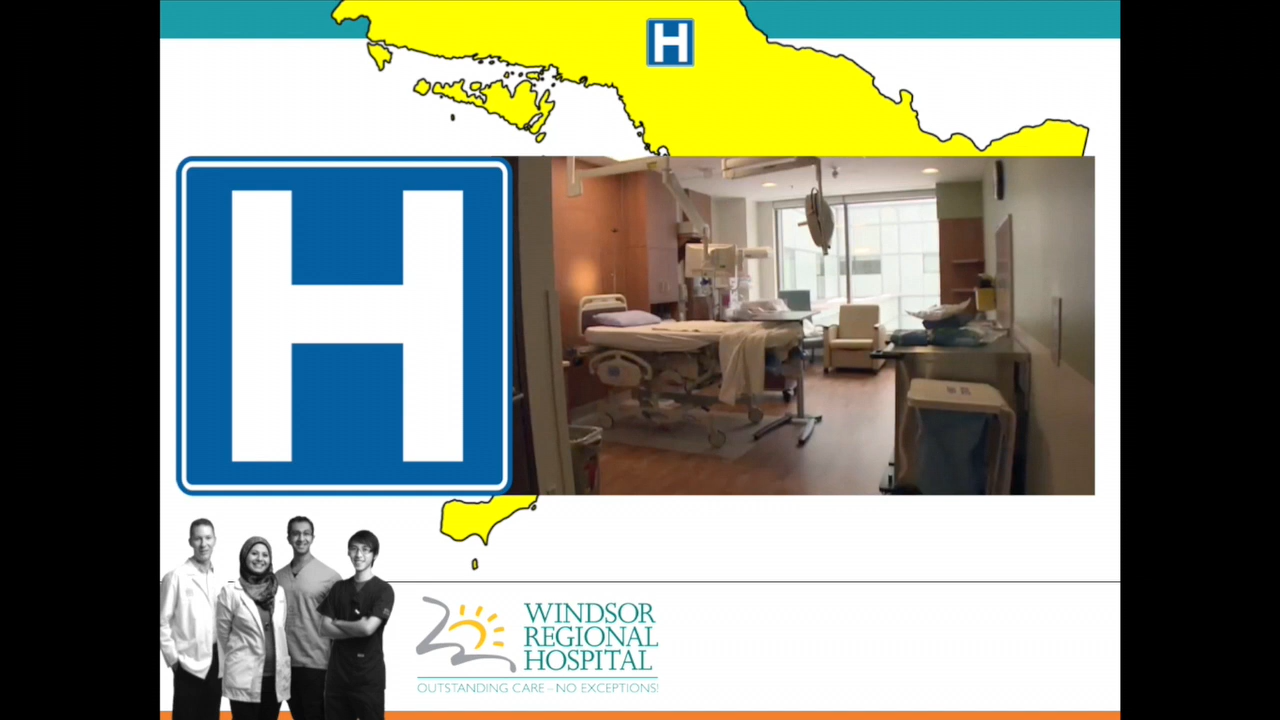 H
H
WINDSOR
REGIONAL
HOSPITAL
OUTSTANDING CARE – NO EXCEPTIONS!